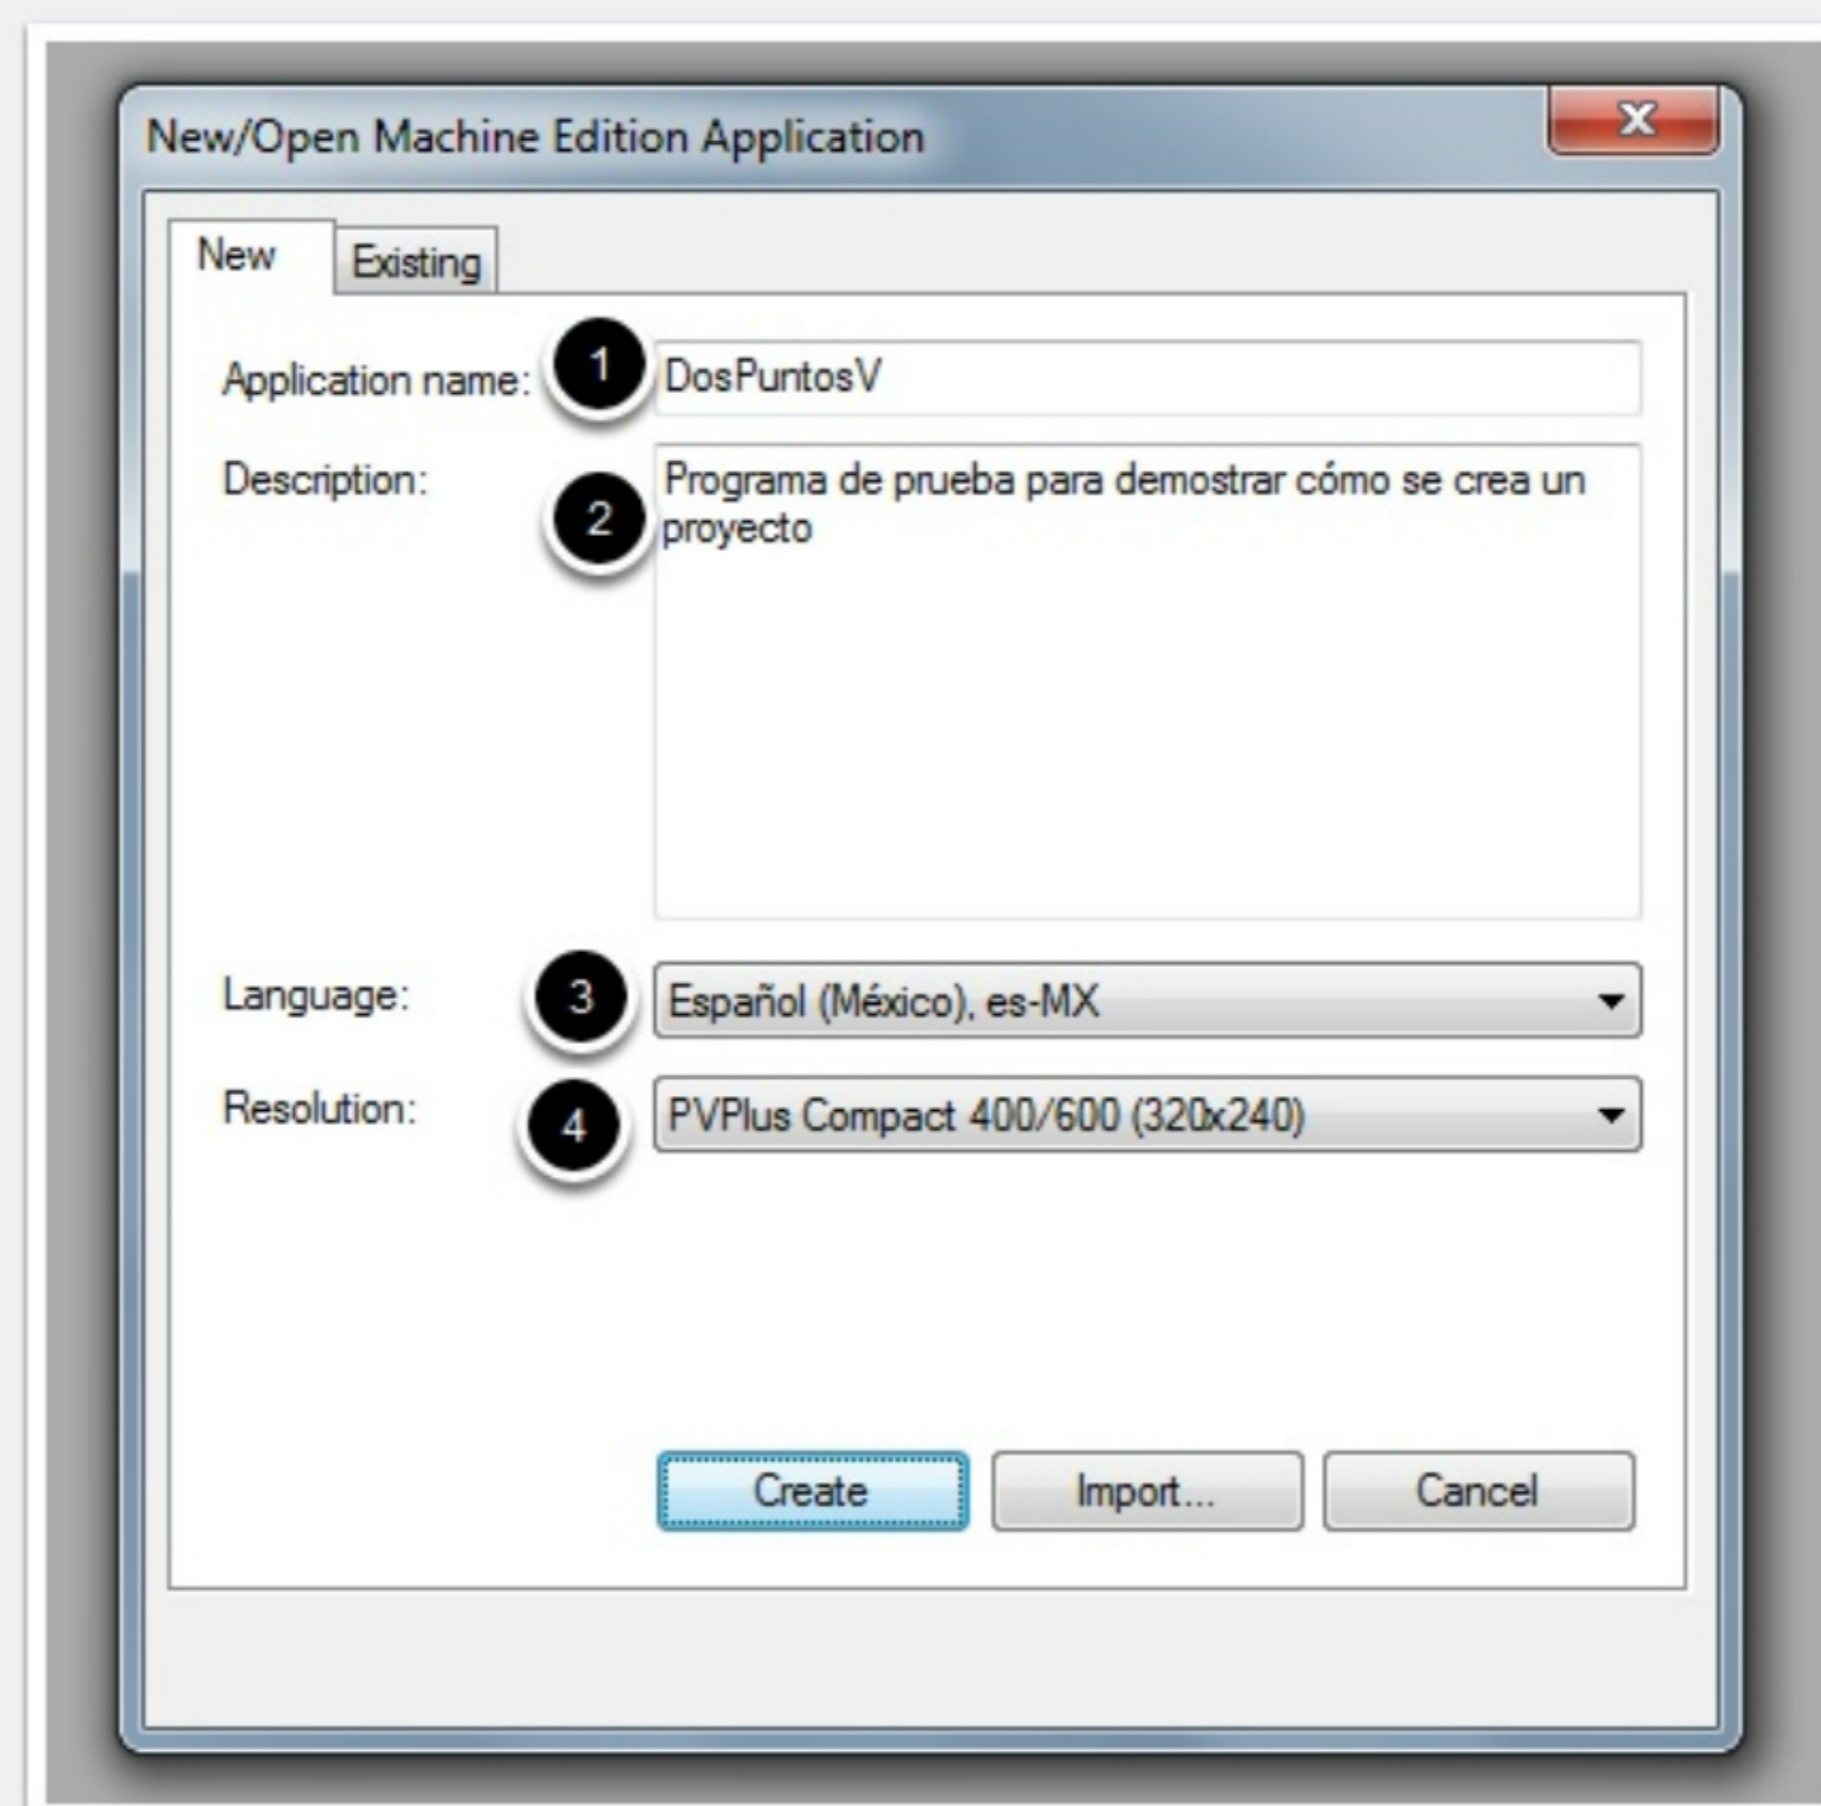 New/Open Machine Edition Application
X
New
Existing
Application name:
1
DosPuntosV
Description:
2
Programa de prueba para demostrar cómo se crea un
proyecto
Language:
3
Español (México), es-MX
Resolution:
4
PVPlus Compact 400/600 (320x240)
Create
Import...
Cancel